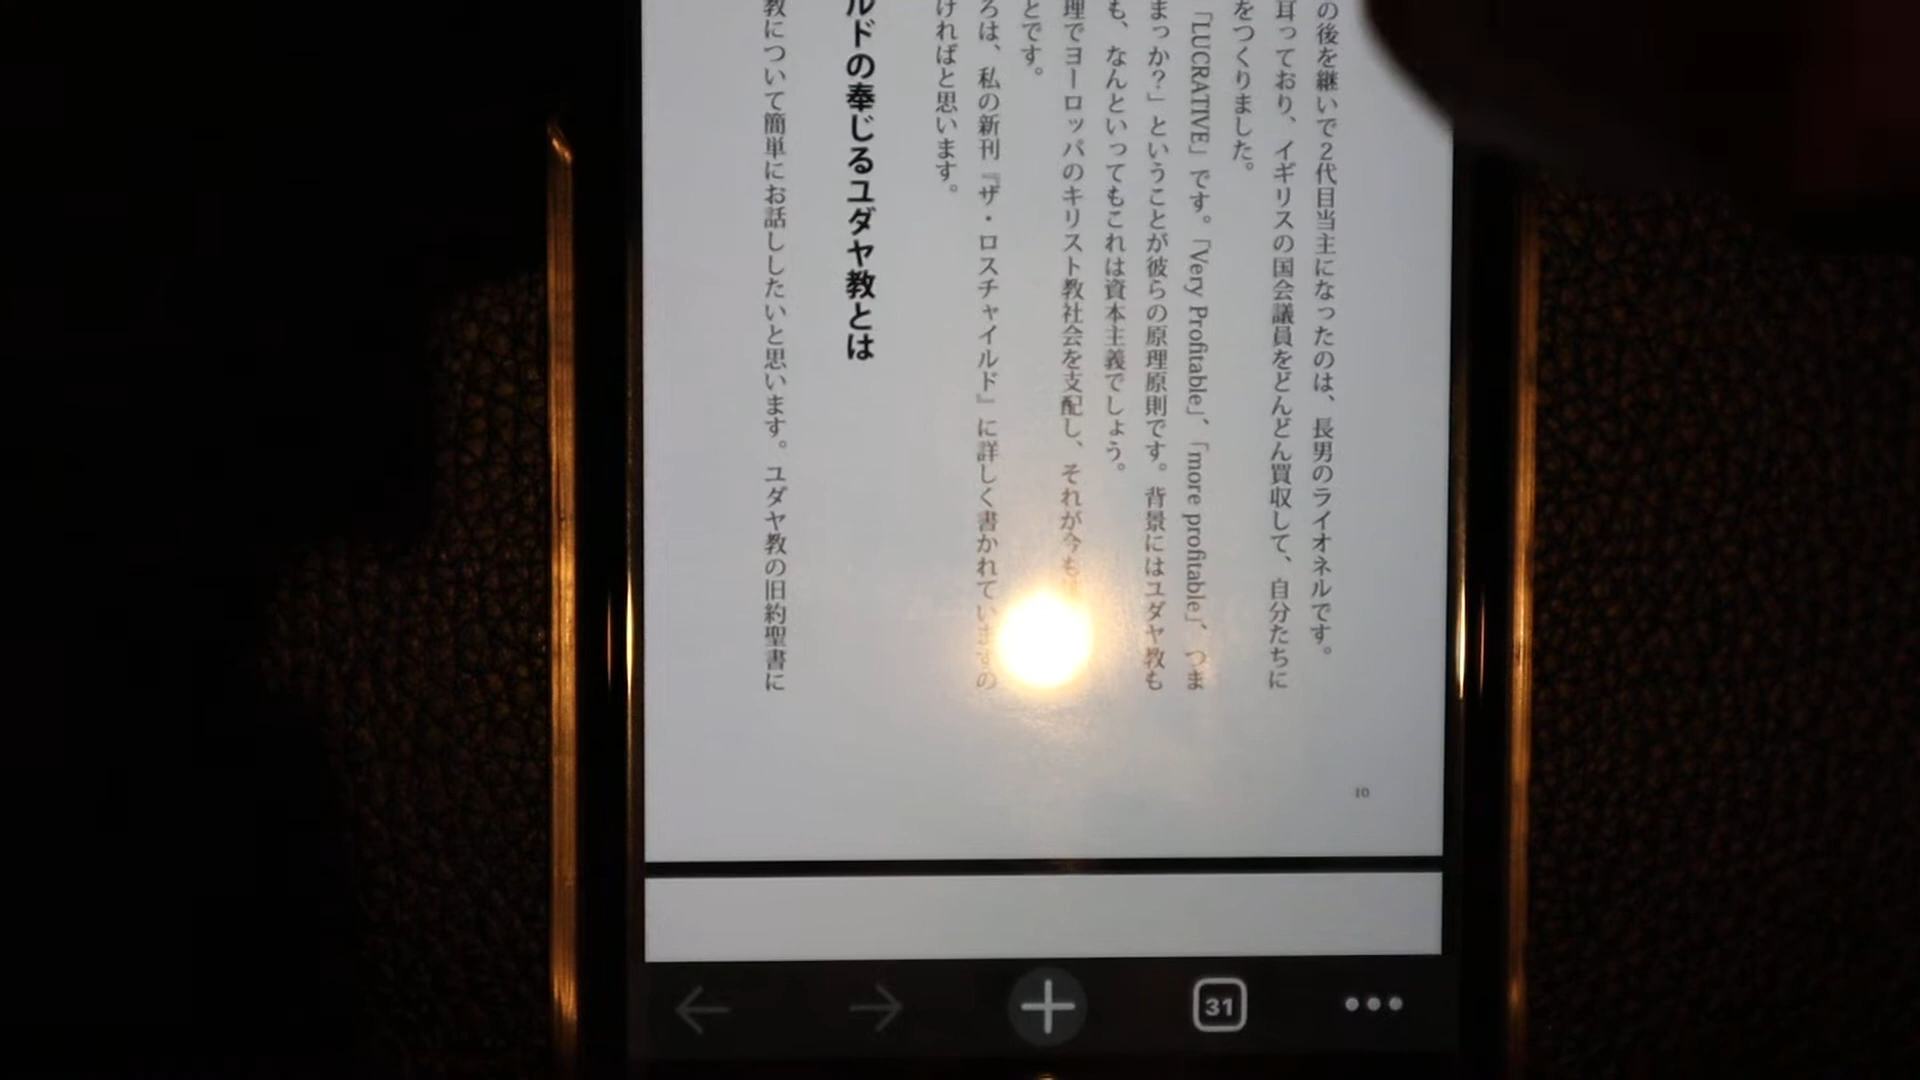 の後を継いで2代目当主になったのは、長男のライオネルです。
耳っており、イギリスの国会議員をどんどん買収して、自分たちに
をつくりました。
「LUCRATIVE」です。「Very Profitable」、「more profitable」、つま
まっか?」ということが彼らの原理原則です。背景にはユダヤ教も
も、なんといってもこれは資本主義でしょう。
理でヨーロッパのキリスト教社会を支配し、それが今も
とです。
ろは、私の新刊『ザ・ロスチャイルド』に詳しく書かれていますの
ければと思います。
ルドの奉じるユダヤ教とは
教について簡単にお話ししたいと思います。ユダヤ教の旧約聖書に
10
31